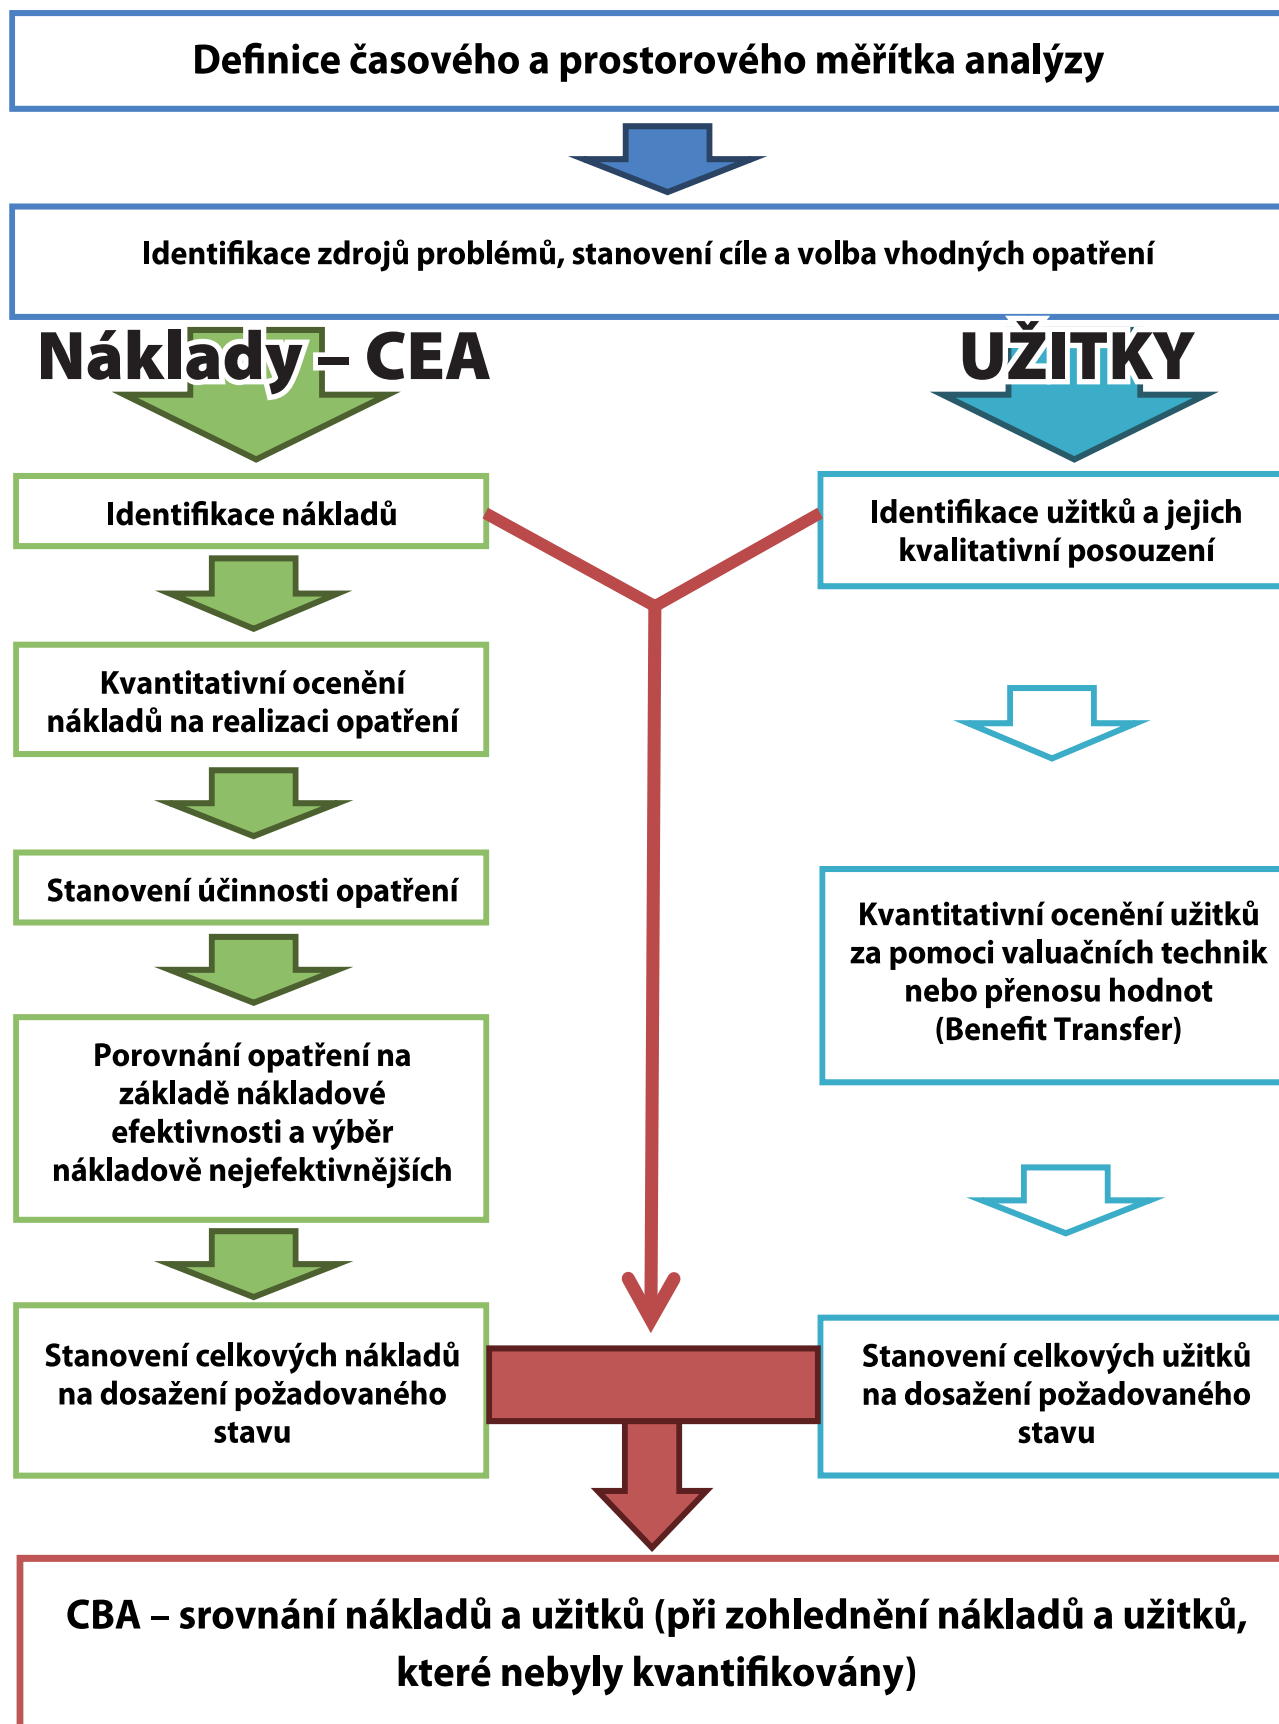 Definice časového a prostorového měřítka analýzy
Identifikace zdrojů problémů, stanovení cíle a volba vhodných opatření
Náklady – CEA
Identifikace nákladů
Kvantitativní ocenění
nákladů na realizaci opatření
Stanovení účinnosti opatření
Porovnání opatření na
základě nákladové
efektivnosti a výběr
nákladově nejefektivnějších
Stanovení celkových nákladů
na dosažení požadovaného
stavu
UŽITKY
Identifikace užitků a jejich
kvalitativní posouzení
Kvantitativní ocenění užitků
za pomoci valuačních technik
nebo přenosu hodnot
(Benefit Transfer)
Stanovení celkových užitků
na dosažení požadovaného
stavu
CBA – srovnání nákladů a užitků (při zohlednění nákladů a užitků,
které nebyly kvantifikovány)